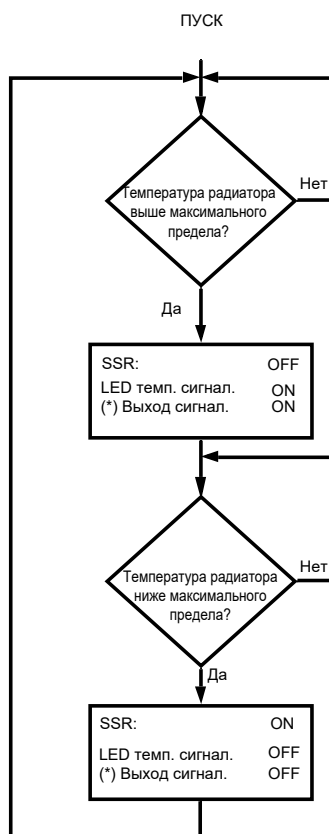 ПУСК
Температура радиатора
выше максимального
предела?
Нет
Да
SSR: OFF
LED темп. сигнал. ON
(*) Выход сигнал. ON
Температура радиатора
ниже максимального
предела?
Нет
Да
SSR: ON
LED темп. сигнал. OFF
(*) Выход сигнал. OFF